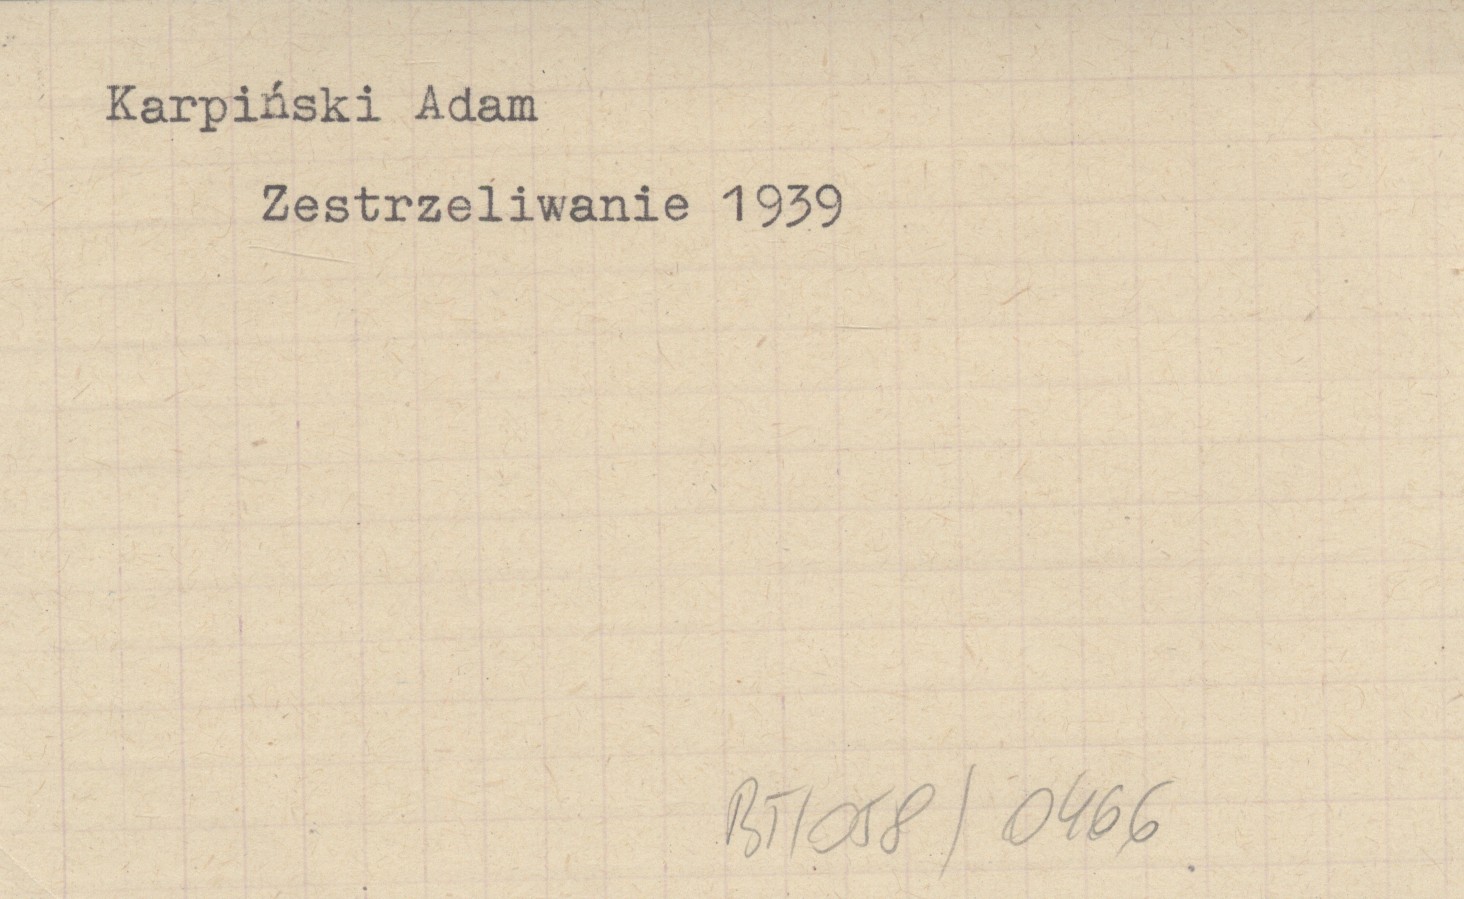 Karpiński Adam
Zestrzeliwanie 1939
BT/058/0466